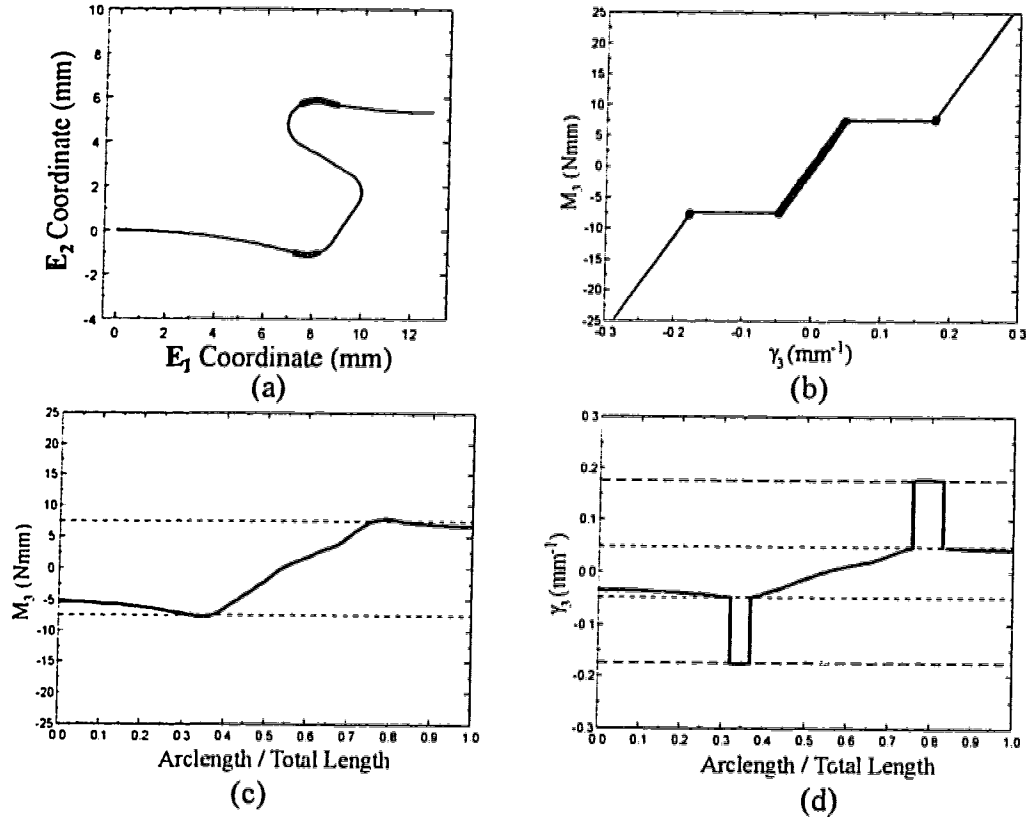 10
8
6
4
2
0
-2
-4
0 2 4 6 8 10 12
E2 Coordinate (mm)
E1 Coordinate (mm)
(a)
25
20
15
10
5
0
-5
-10
-15
-20
-25
-0.3 -0.2 -0.1 0.0 0.1 0.2 0.3
M3 (Nmm)
γ3 (mm-1)
(b)
25
20
15
10
5
0
-5
-10
-15
-20
-25
0.0 0.1 0.2 0.3 0.4 0.5 0.6 0.7 0.8 0.9 1.0
M3 (Nmm)
Arclength / Total Length
(c)
0.3
0.2
0.1
0.0
-0.1
-0.2
-0.3
0.0 0.1 0.2 0.3 0.4 0.5 0.6 0.7 0.8 0.9 1.0
γ3 (mm-1)
Arclength / Total Length
(d)